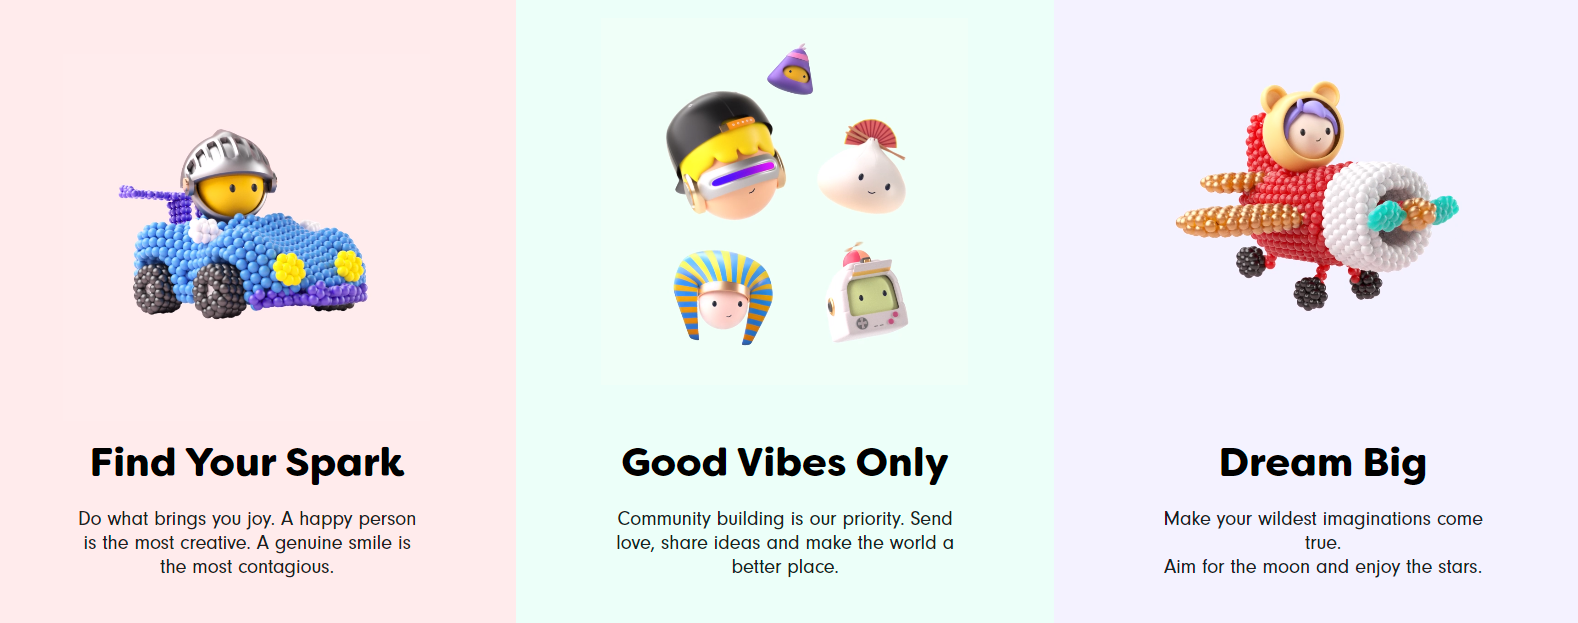 Find Your Spark
Do what brings you joy. A happy person
is the most creative. A genuine smile is
the most contagious.
Good Vibes Only
Community building is our priority. Send
love, share ideas and make the world a
better place.
Dream Big
Make your wildest imaginations come
true.
Aim for the moon and enjoy the stars.